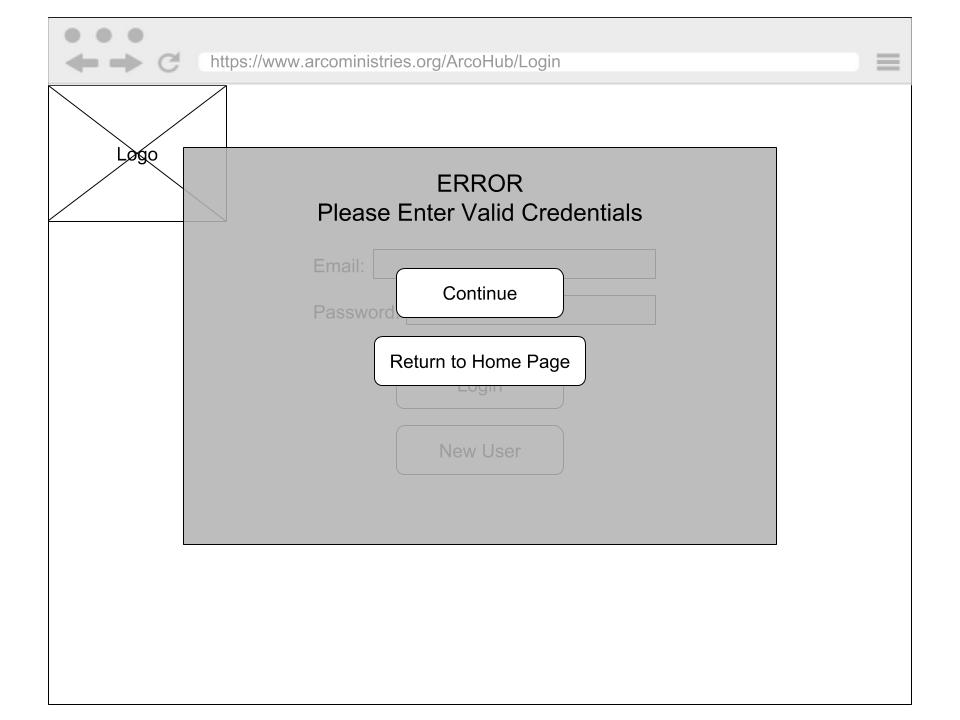 https://www.arcoministries.org/ArcoHub/Login
Logo
ERROR
Please Enter Valid Credentials
Email:
Continue
Password:
Return to Home Page
Login
New User